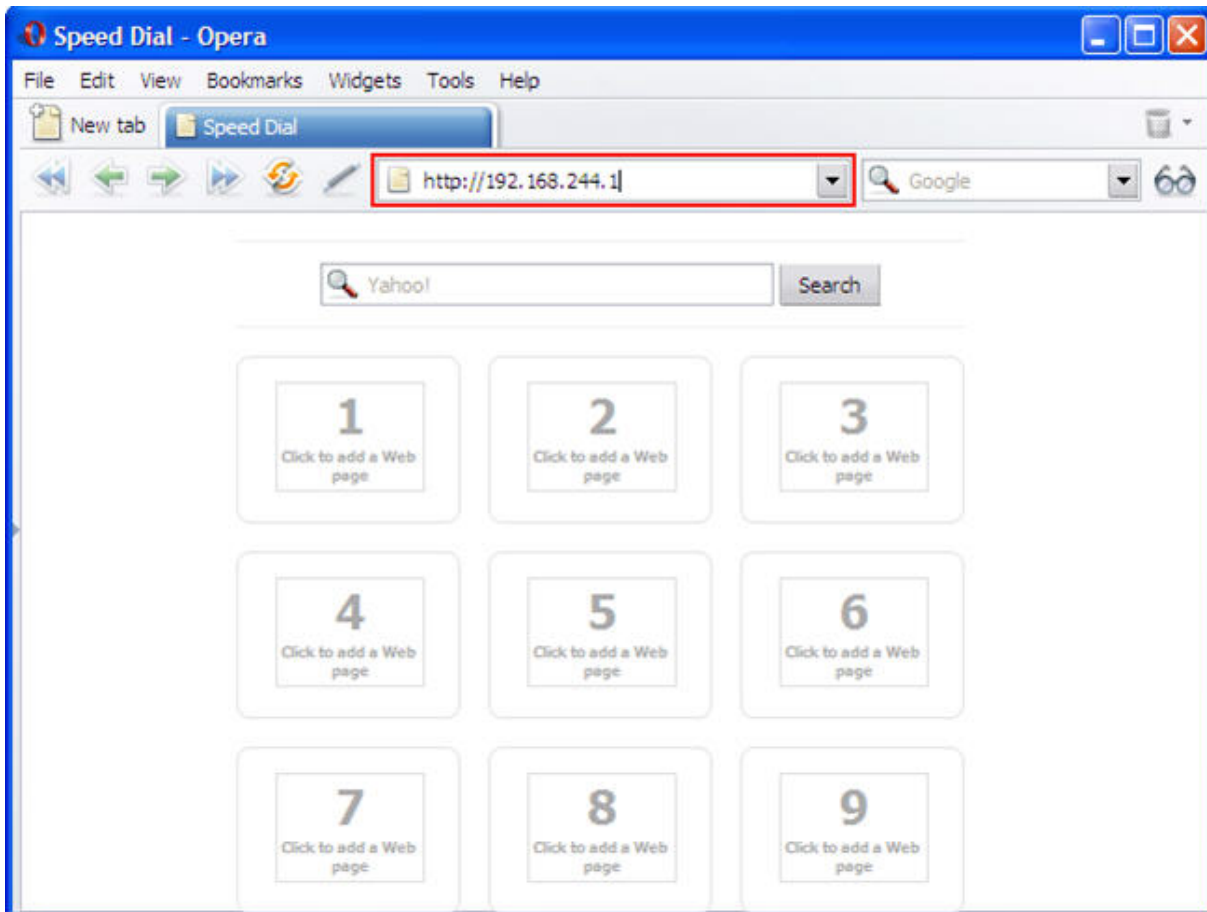 Speed Dial - Opera
File Edit View Bookmarks Widgets Tools Help
New tab Speed Dial
http://192.168.244.1 Google
Yahoo! Search
1 2 3
Click to add a Web Click to add a Web Click to add a Web
page page page
4 5 6
Click to add a Web Click to add a Web Click to add a Web
page page page
7 8 9
Click to add a Web Click to add a Web Click to add a Web
page page page